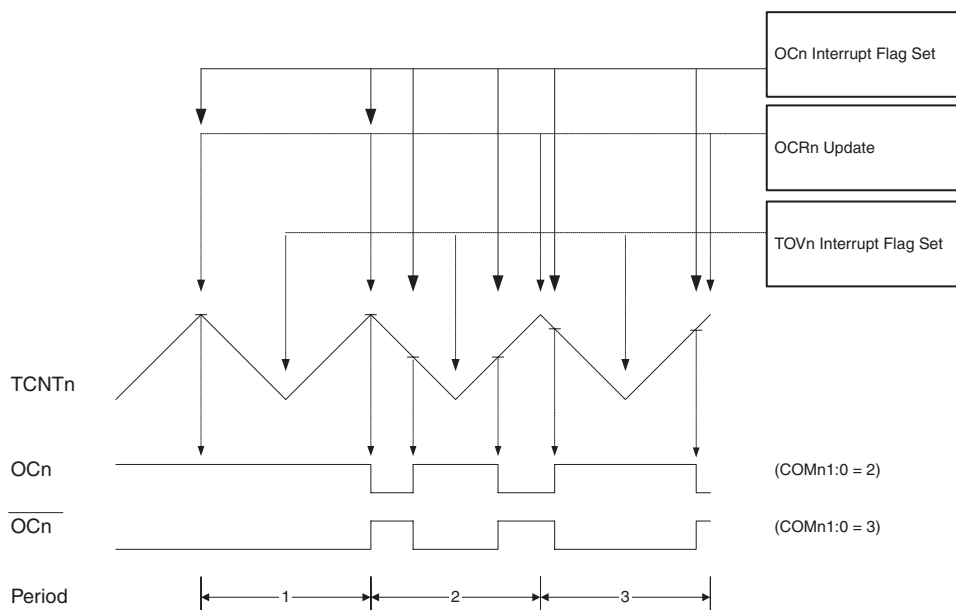 OCn Interrupt Flag Set
OCRn Update
TOVn Interrupt Flag Set
TCNTn
OCn (COMn1:0 = 2)
OCn (COMn1:0 = 3)
Period 1 2 3